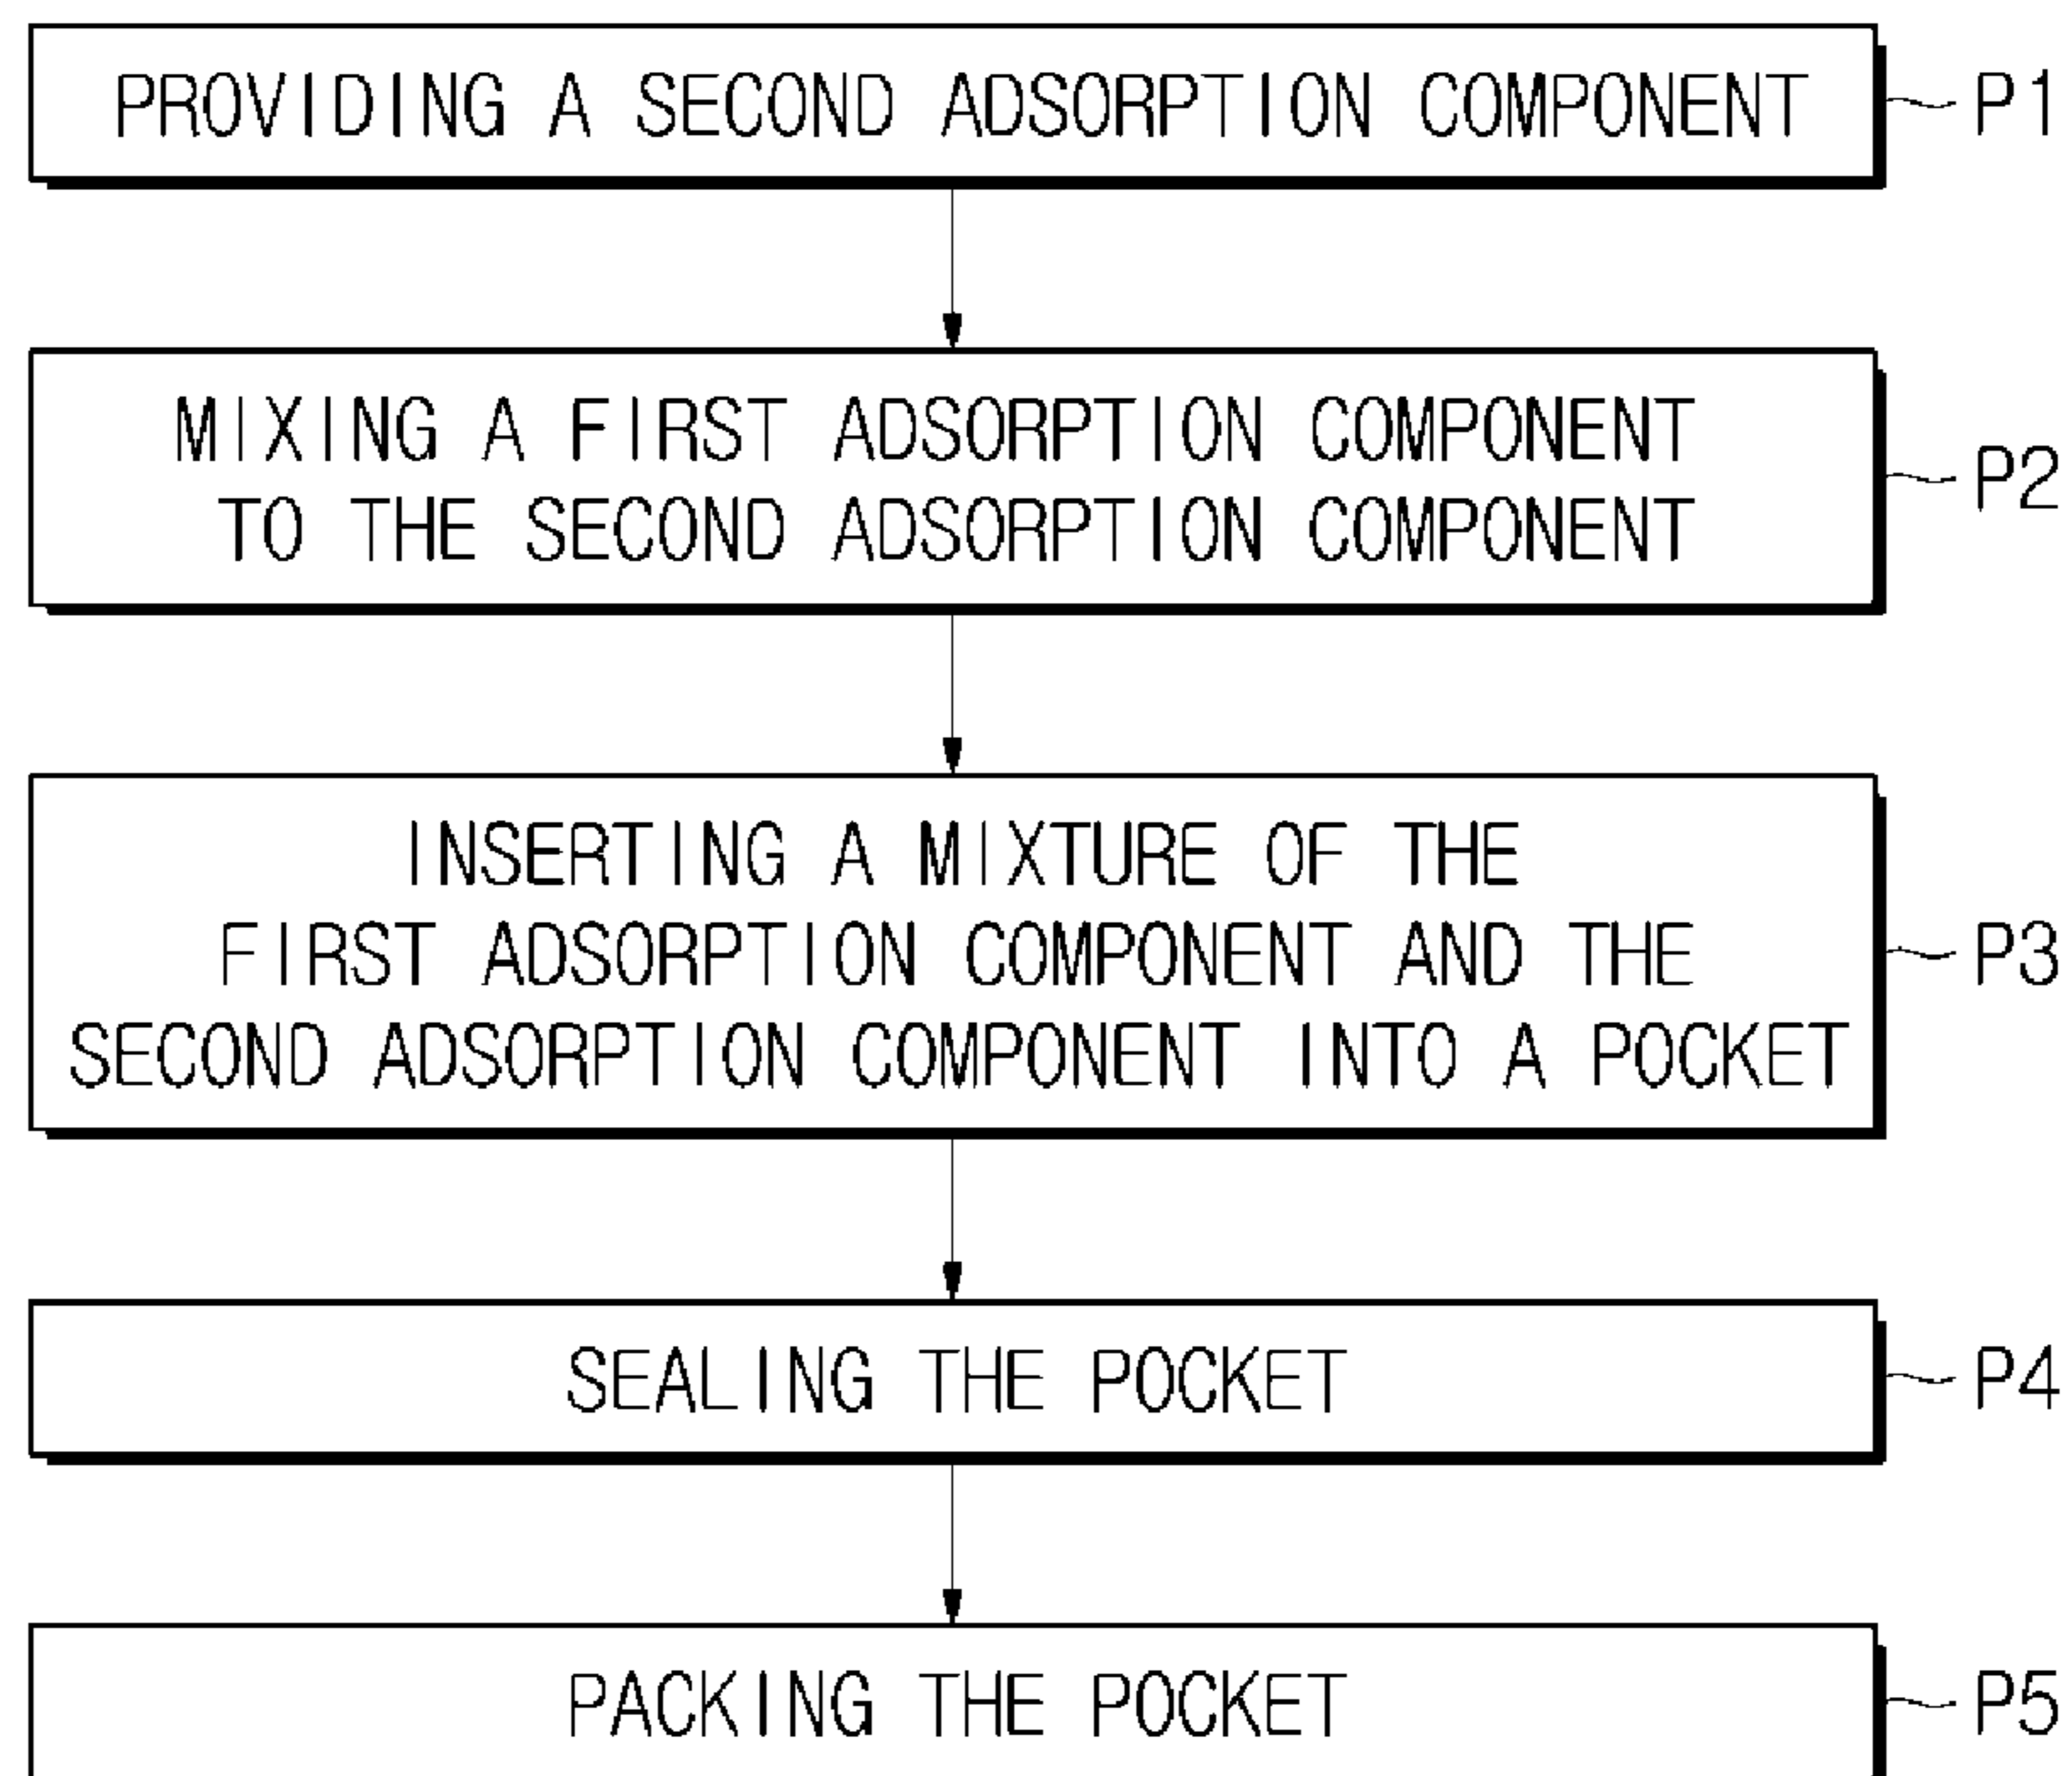 PROVIDING A SECOND ADSORPTION COMPONENT P1
MIXING A FIRST ADSORPTION COMPONENT
TO THE SECOND ADSORPTION COMPONENT
P2
INSERTING A MIXTURE OF THE
FIRST ADSORPTION COMPONENT AND THE
SECOND ADSORPTION COMPONENT INTO A POCKET
P3
SEALING THE POCKET P4
PACKING THE POCKET P5